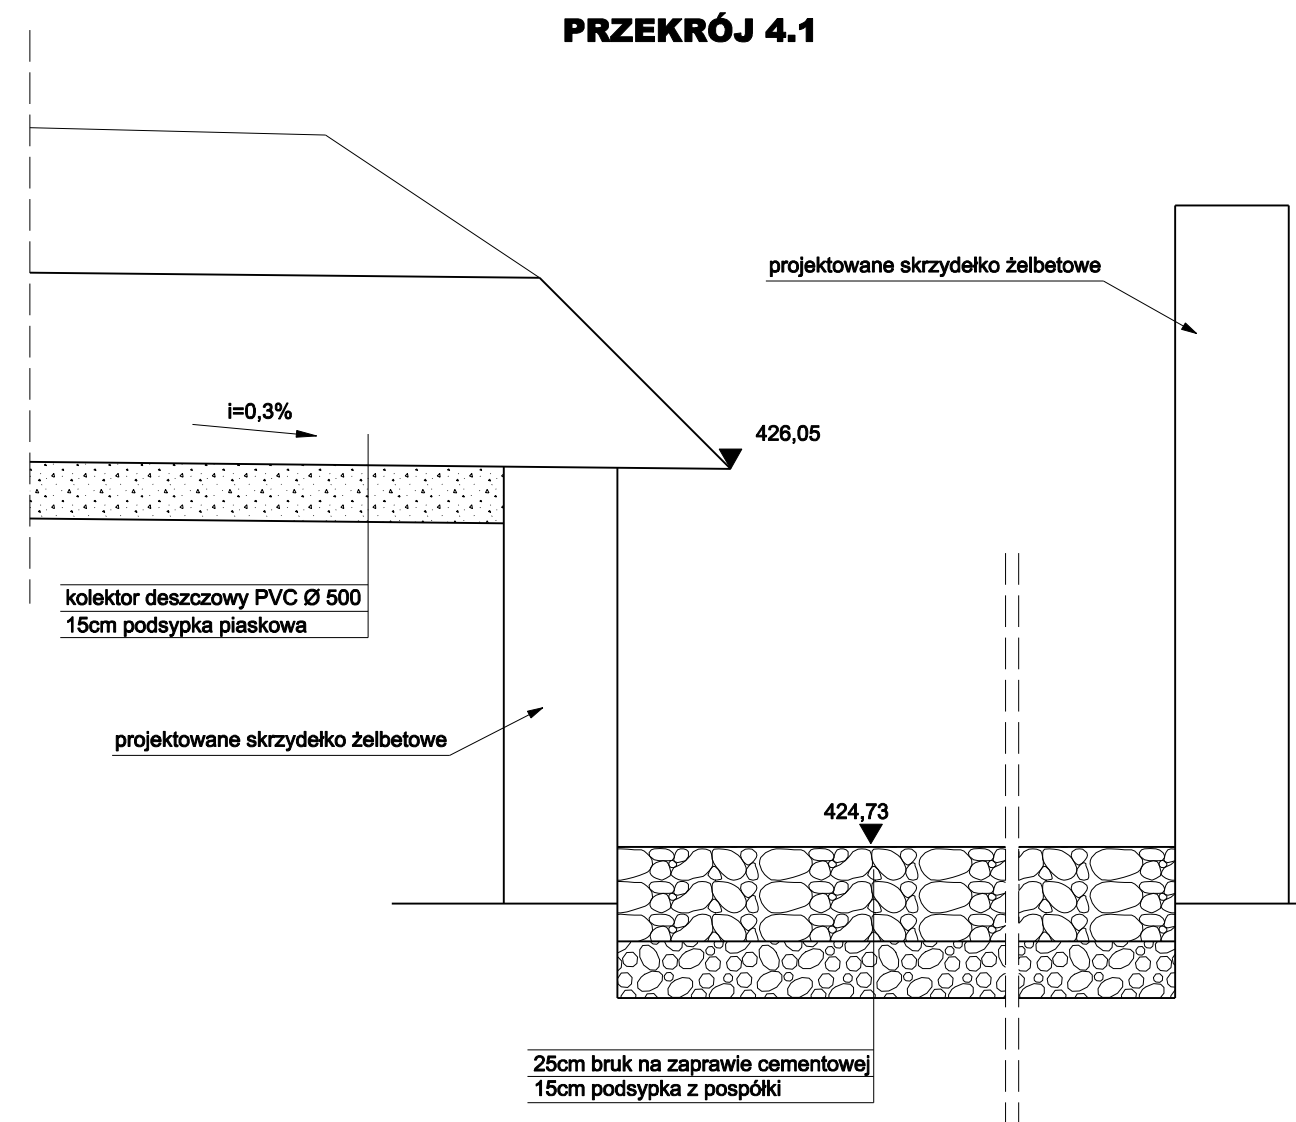 PRZEKRÓJ 4.1
projektowane skrzydełko żelbetowe
i=0,3%
426,05
kolektor deszczowy PVC Ø 500
15cm podsypka piaskowa
projektowane skrzydełko żelbetowe
424,73
25cm bruk na zaprawie cementowej
15cm podsypka z pospółki